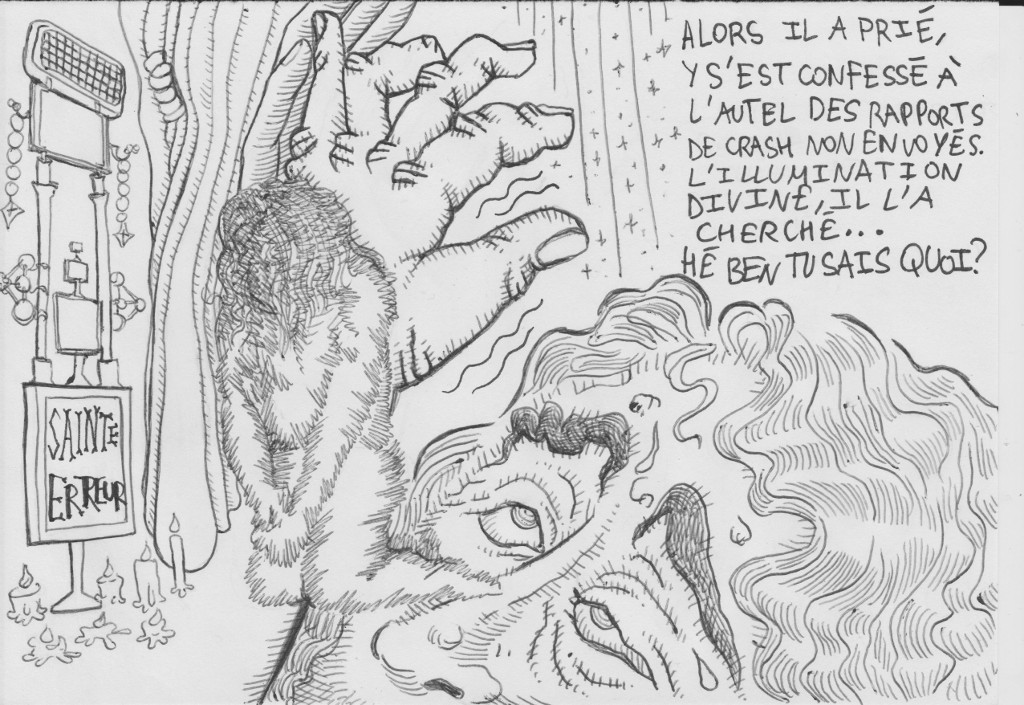 ALORS IL A PRIÉ,
Y S'EST CONFESSÉ À
L'AUTEL DES RAPPORTS
DE CRASH NON ENVOYÉS.
L'ILLUMINATION
DIVINE, IL L'A
CHERCHÉ...
HÉ BEN TU SAIS QUOI?
SAINTE
ERREUR